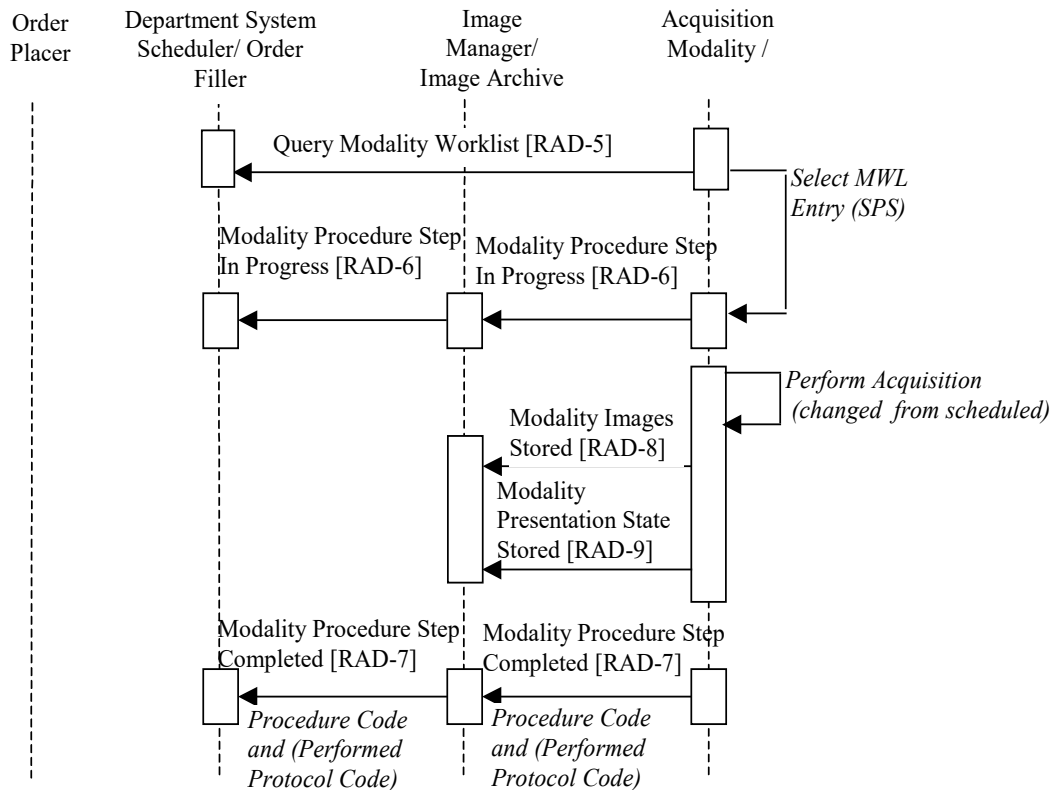 Order
Placer
Department System
Scheduler/ Order
Filler
Image
Manager/
Image Archive
Acquisition
Modality /
Query Modality Worklist [RAD-5]
Select MWL
Entry (SPS)
Modality Procedure Step
In Progress [RAD-6]
Modality Procedure Step
In Progress [RAD-6]
Perform Acquisition
(changed from scheduled)
Modality Images
Stored [RAD-8]
Modality
Presentation State
Stored [RAD-9]
Modality Procedure Step
Completed [RAD-7]
Modality Procedure Step
Completed [RAD-7]
Procedure Code
and (Performed
Protocol Code)
Procedure Code
and (Performed
Protocol Code)